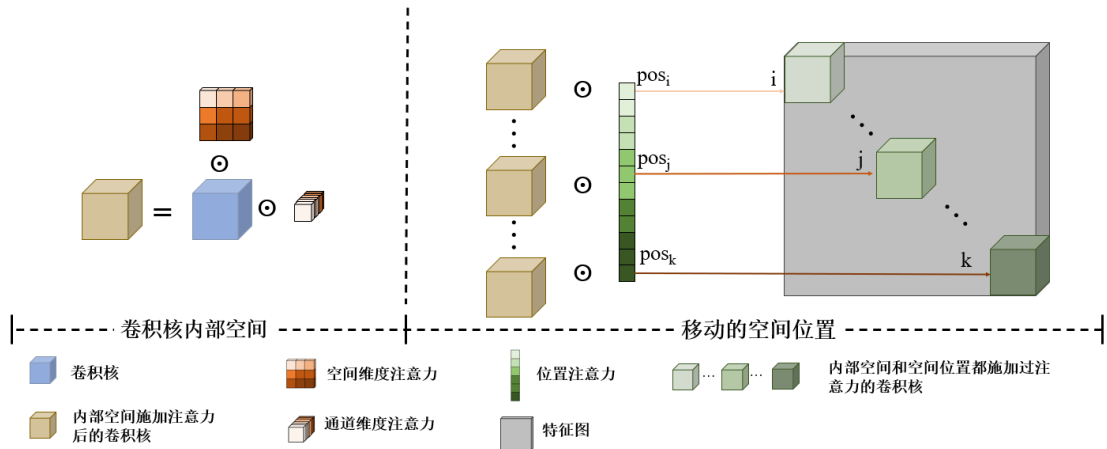 pos_i
i
pos_j
j
pos_k
k
=
卷积核内部空间
移动的空间位置
卷积核
空间维度注意力
位置注意力
内部空间和空间位置都施加过注
意力的卷积核
内部空间施加注意力
后的卷积核
通道维度注意力
特征图